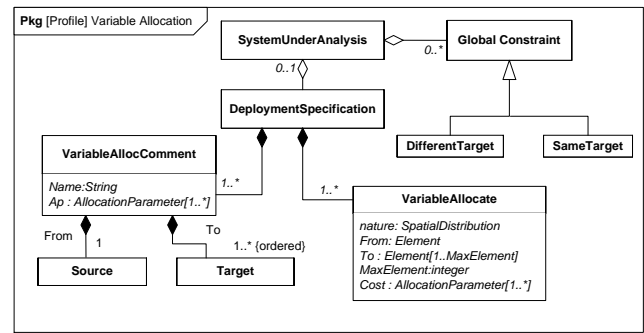 Pkg [Profile] Variable Allocation
SystemUnderAnalysis
0..*
Global Constraint
0..1
DeploymentSpecification
DifferentTarget
SameTarget
VariableAllocComment
Name:String
Ap : AllocationParameter[1..*]
1..*
1..*
VariableAllocate
nature: SpatialDistribution
From: Element
To : Element[1..MaxElement]
MaxElement:integer
Cost : AllocationParameter[1..*]
From
1
To
1..* {ordered}
Source
Target